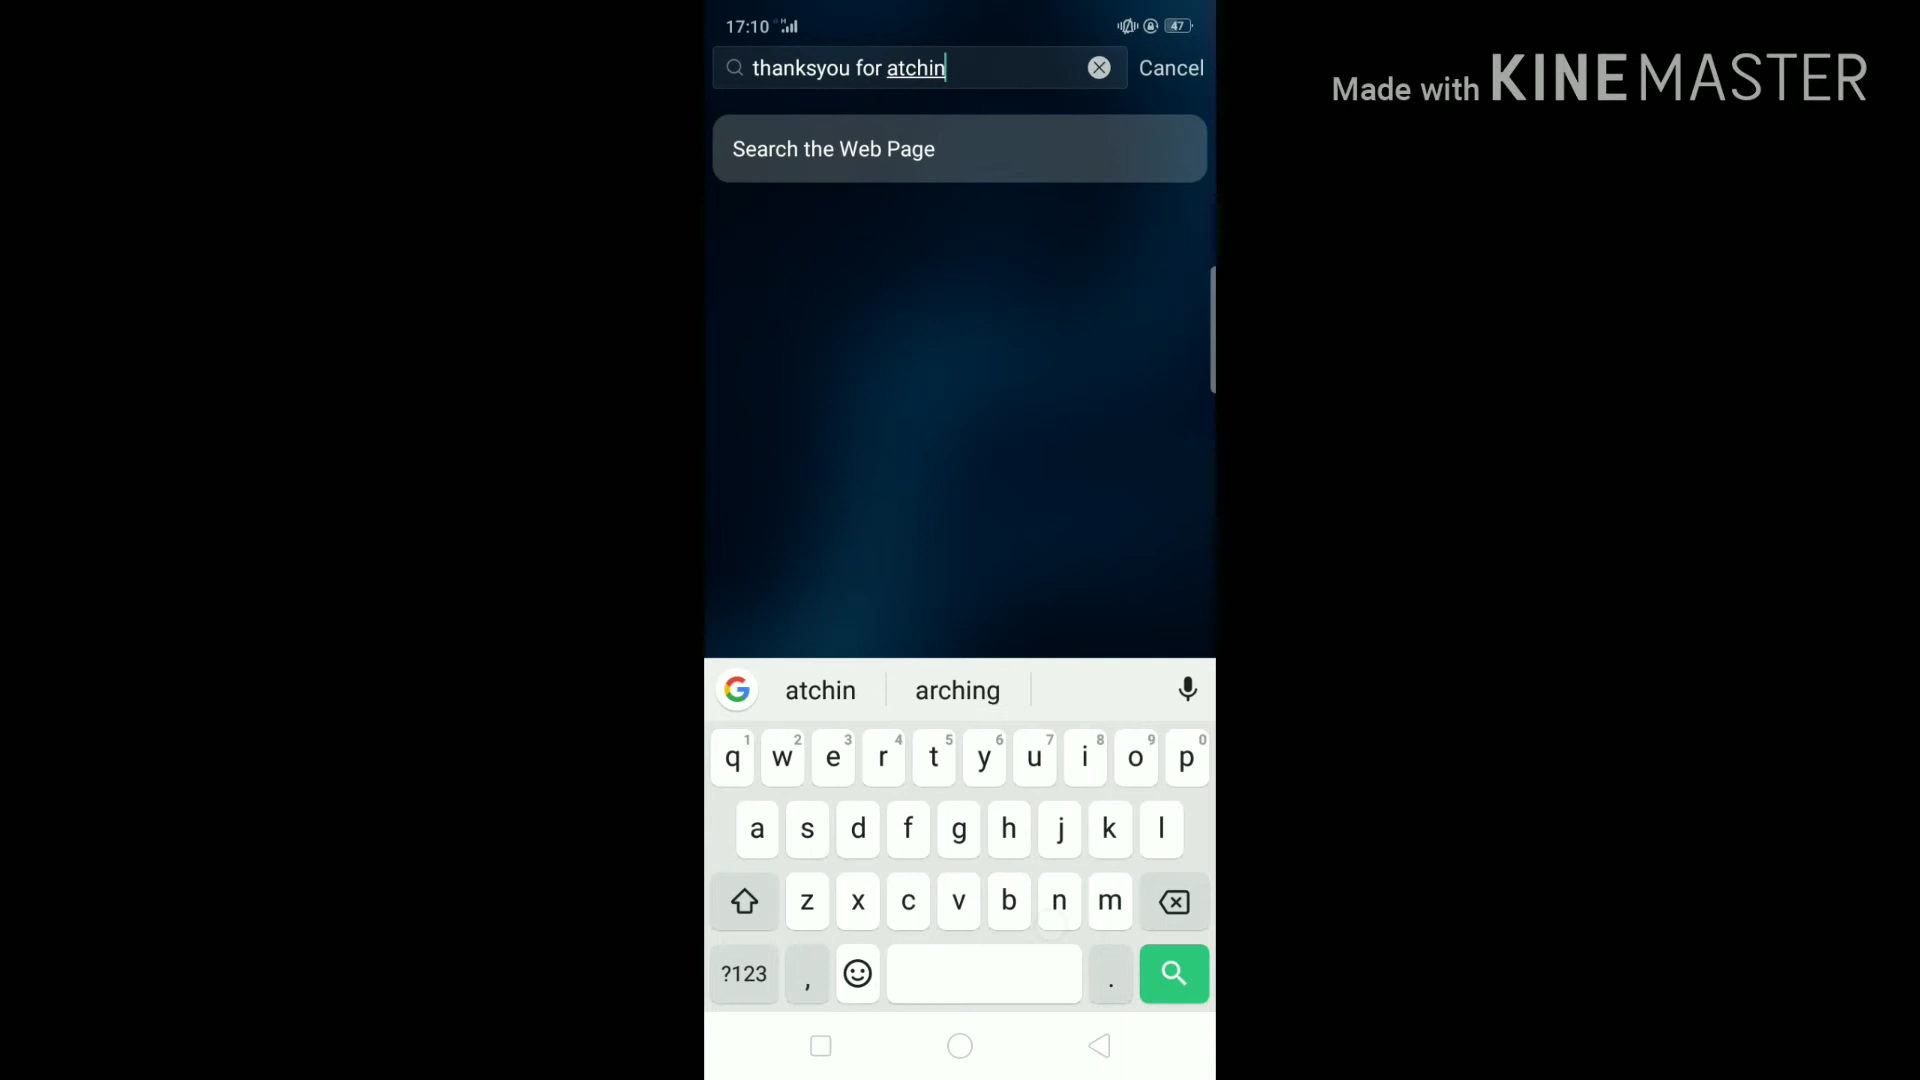 17:10 47
thanksyou for atchin Cancel
Made with KINEMASTER
Search the Web Page
G atchin arching
1 2 3 4 5 6 7 8 9 0
q w e r t y u i o p
a s d f g h j k l
z x c v b n m
?123 , .